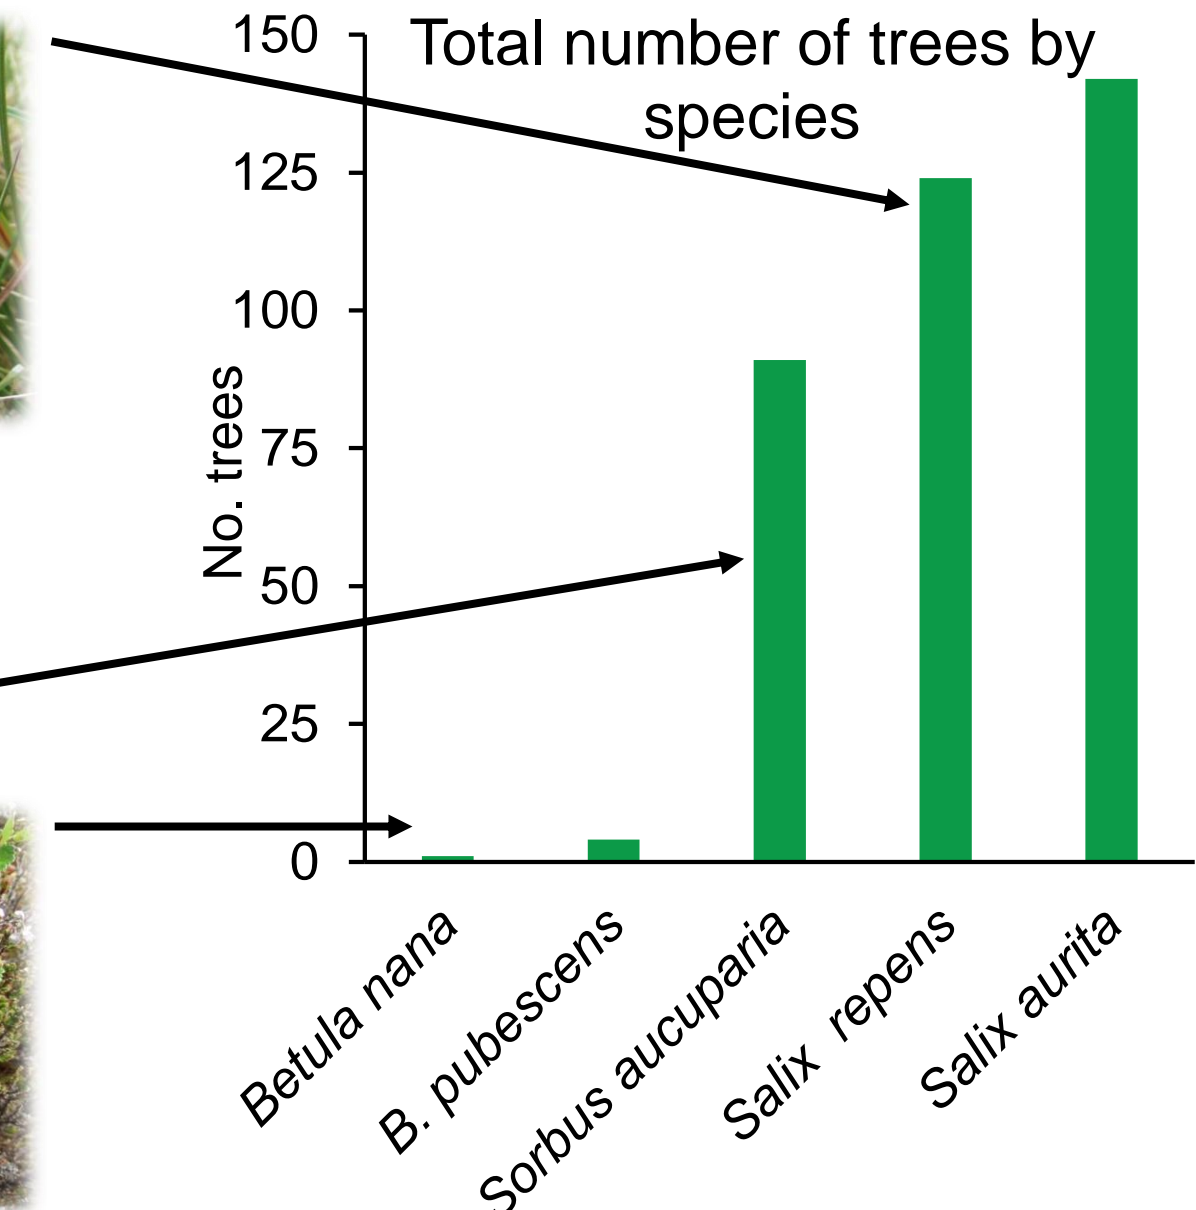 Total number of trees by
species
No. trees
150
125
100
75
50
25
0
Betula nana
B. pubescens
Sorbus aucuparia
Salix  repens
Salix aurita